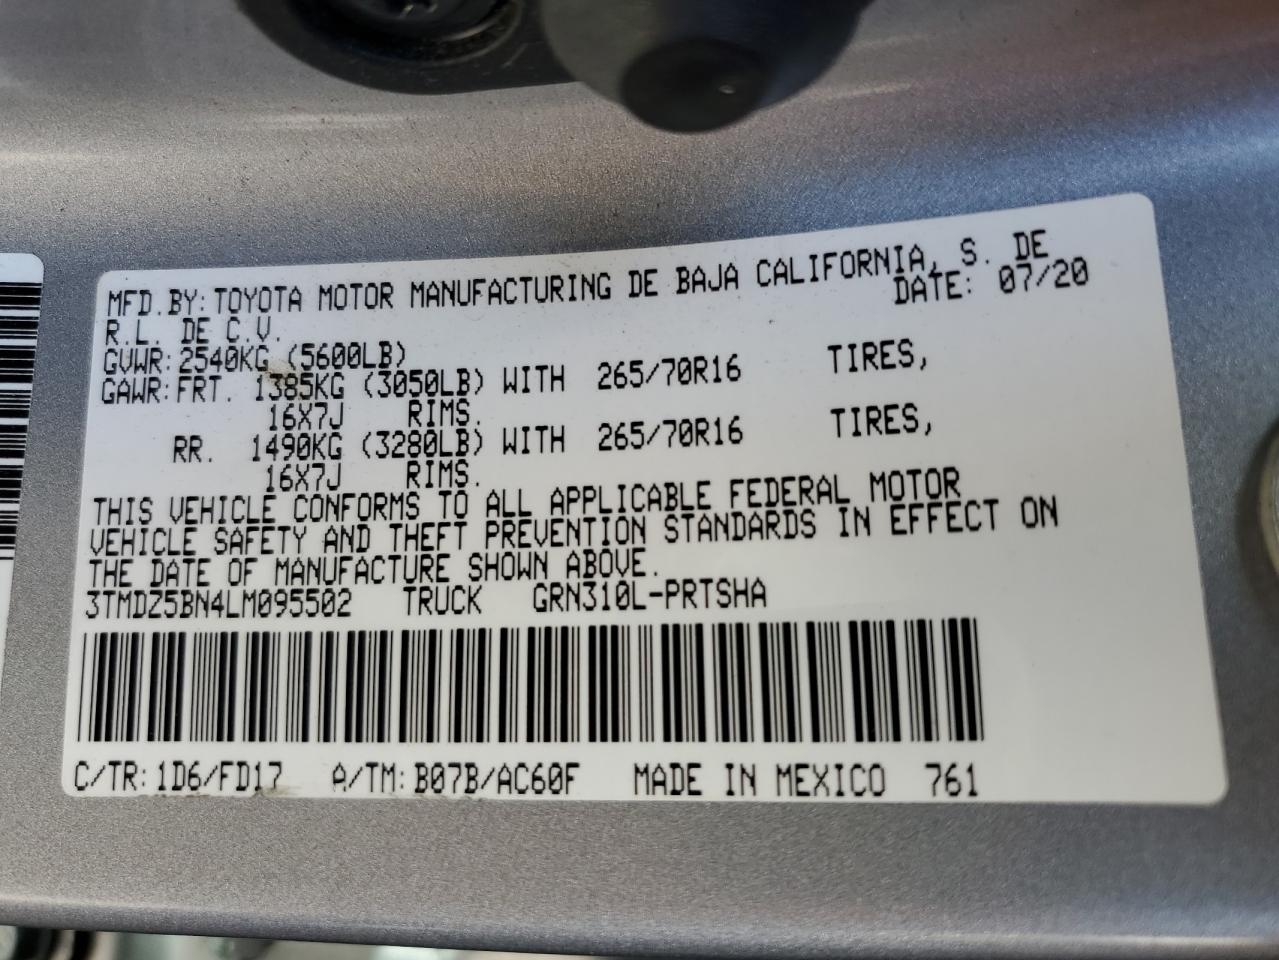 MFD.BY: TOYOTA MOTOR MANUFACTURING DE BAJA CALIFORNIA, S. DE
R.L. DE C.V. DATE: 07/20
GVWR: 2540KG (5600LB)
GAWR: FRT. 1385KG (3050LB) WITH 265/70R16 TIRES,
16X7J RIMS.
RR. 1490KG (3280LB) WITH 265/70R16 TIRES,
16X7J RIMS.
THIS VEHICLE CONFORMS TO ALL APPLICABLE FEDERAL MOTOR
VEHICLE SAFETY AND THEFT PREVENTION STANDARDS IN EFFECT ON
THE DATE OF MANUFACTURE SHOWN ABOVE.
3TMDZ5BN4LM095502 TRUCK GRN310L-PRTSHA
C/TR: 1D6/FD17 A/TM: B07B/AC60F MADE IN MEXICO 761